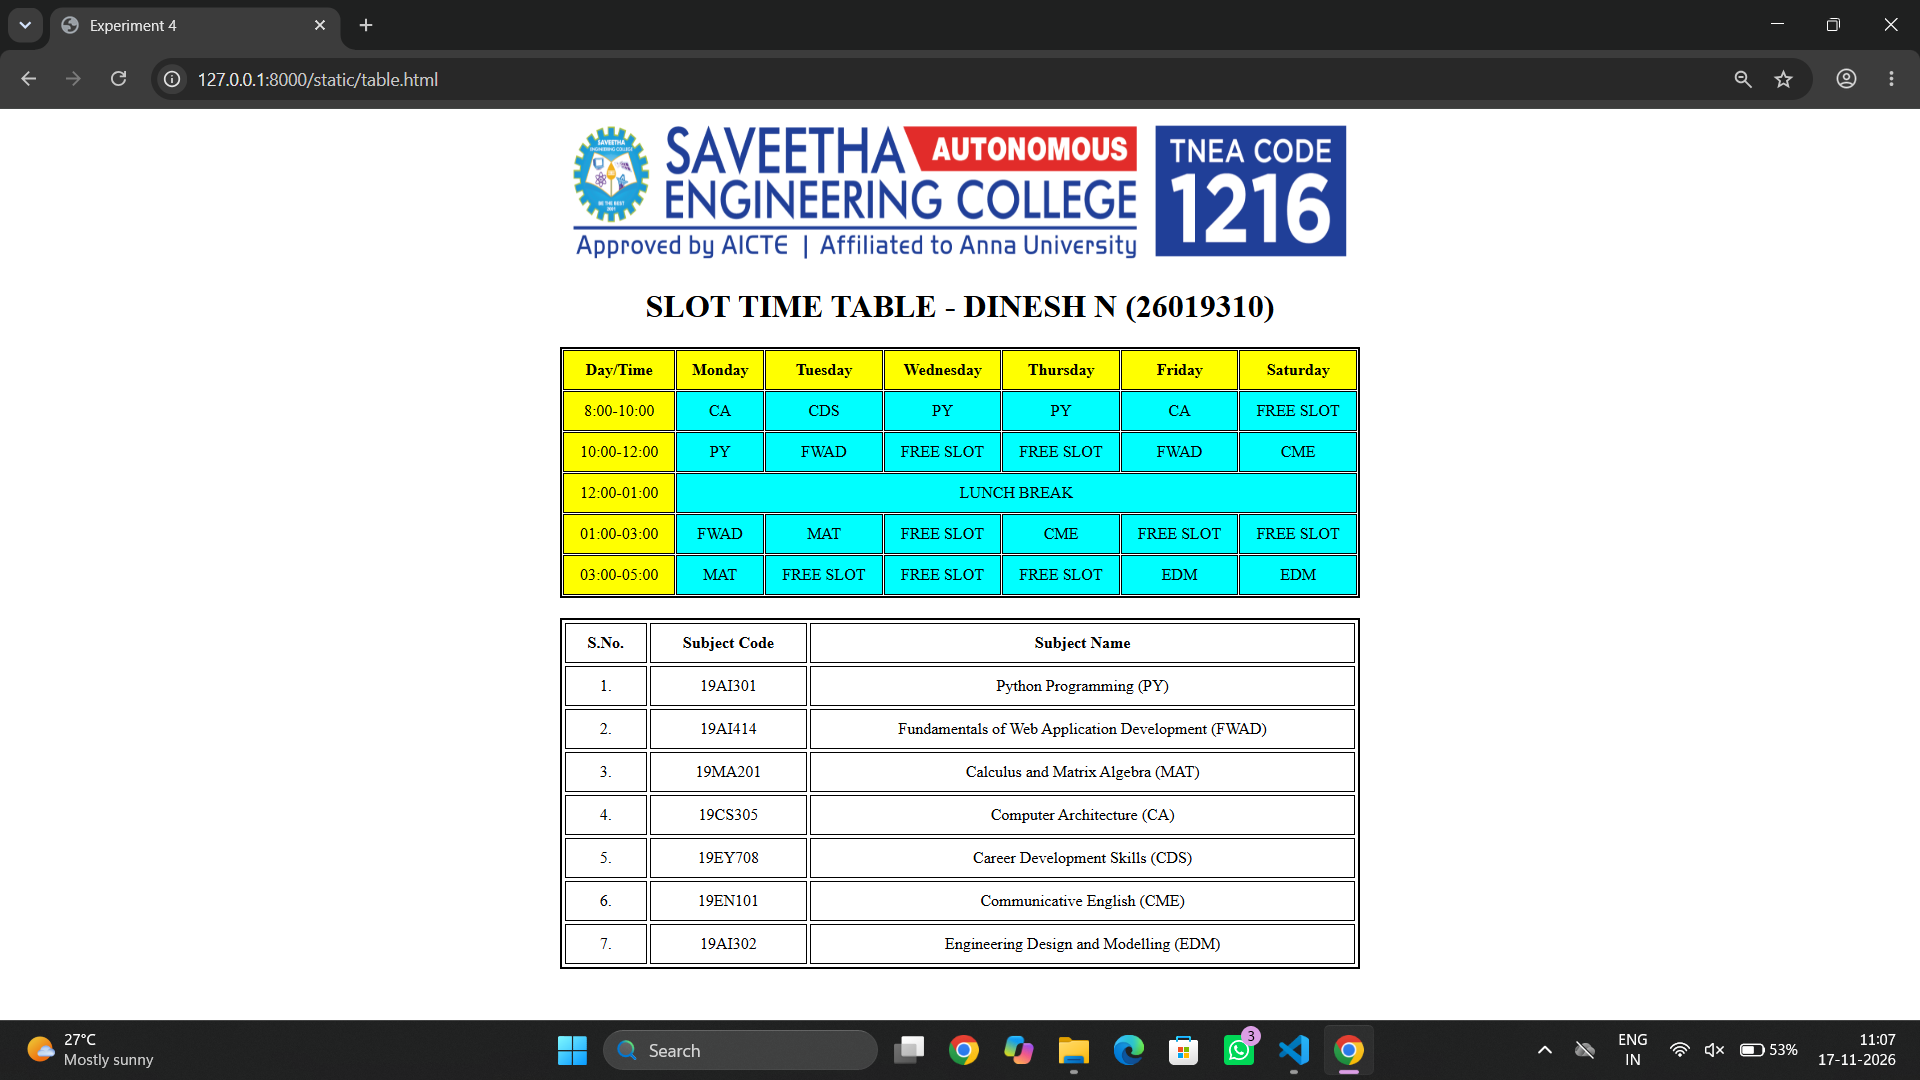 Experiment 4
127.0.0.1:8000/static/table.html
SAVEETHA
ENGINEERING COLLEGE
BE THE BEST
2001
SAVEETHA AUTONOMOUS
ENGINEERING COLLEGE
Approved by AICTE | Affiliated to Anna University
TNEA CODE
1216
SLOT TIME TABLE - DINESH N (26019310)
Day/Time Monday Tuesday Wednesday Thursday Friday Saturday
8:00-10:00 CA CDS PY PY CA FREE SLOT
10:00-12:00 PY FWAD FREE SLOT FREE SLOT FWAD CME
12:00-01:00 LUNCH BREAK
01:00-03:00 FWAD MAT FREE SLOT CME FREE SLOT FREE SLOT
03:00-05:00 MAT FREE SLOT FREE SLOT FREE SLOT EDM EDM
S.No. Subject Code Subject Name
1. 19AI301 Python Programming (PY)
2. 19AI414 Fundamentals of Web Application Development (FWAD)
3. 19MA201 Calculus and Matrix Algebra (MAT)
4. 19CS305 Computer Architecture (CA)
5. 19EY708 Career Development Skills (CDS)
6. 19EN101 Communicative English (CME)
7. 19AI302 Engineering Design and Modelling (EDM)
27°C
Mostly sunny
Search
3
ENG
IN
53%
11:07
17-11-2026